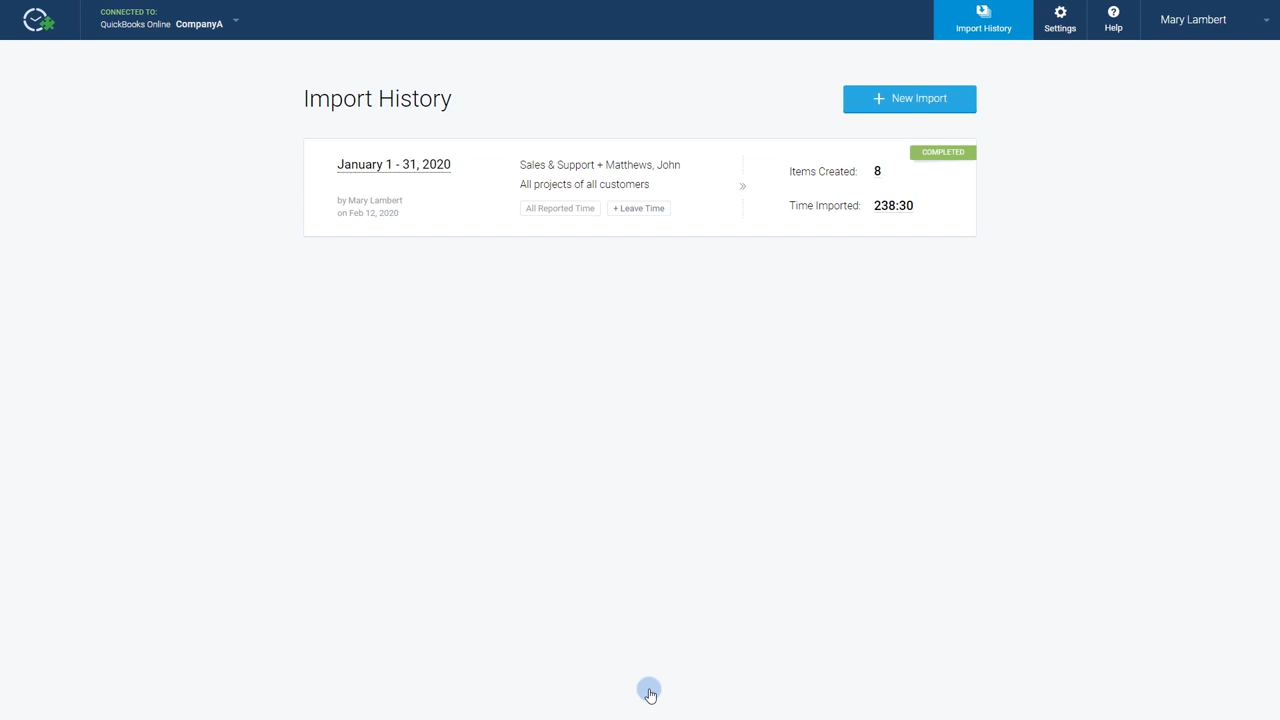 CONNECTED TO:
QuickBooks Online CompanyA
Import History
Settings
Help
Mary Lambert
Import History
New Import
COMPLETED
January 1 - 31, 2020
Sales & Support + Matthews, John
Items Created: 8
All projects of all customers
by Mary Lambert
on Feb 12, 2020
All Reported Time
+ Leave Time
Time Imported: 238:30